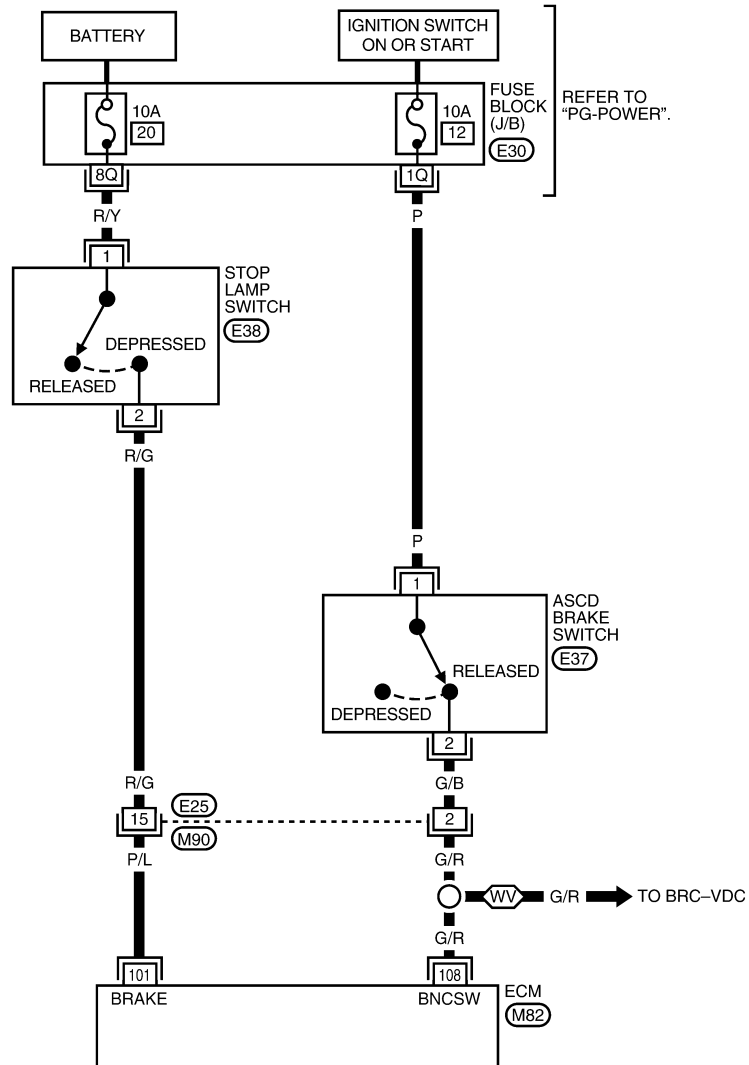 BATTERY
IGNITION SWITCH
ON OR START
10A
20
10A
12
FUSE
BLOCK
(J/B)
E30
REFER TO
“PG-POWER”.
8Q
1Q
R/Y
P
1
STOP
LAMP
SWITCH
E38
DEPRESSED
RELEASED
2
R/G
P
1
ASCD
BRAKE
SWITCH
E37
RELEASED
DEPRESSED
2
R/G
G/B
15
E25
M90
2
P/L
G/R
WV
G/R
TO BRC–VDC
G/R
101
108
BRAKE
BNCSW
ECM
M82